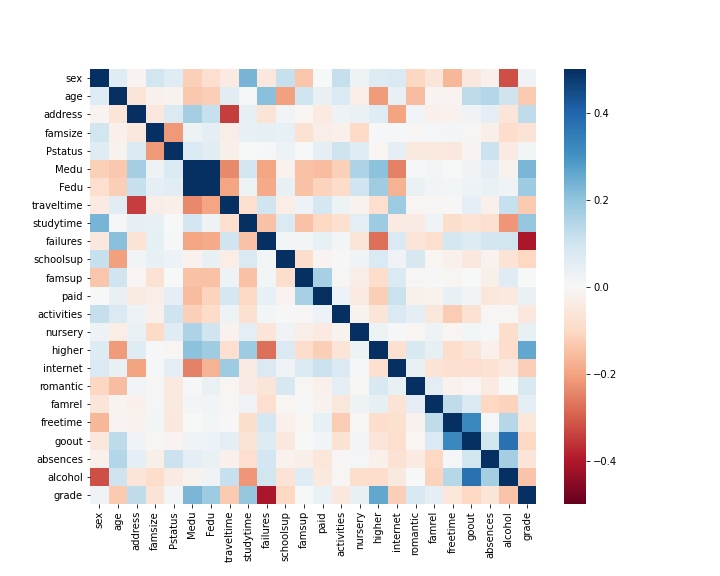 sex
age
address
famsize
Pstatus
Medu
Fedu
traveltime
studytime
failures
schoolsup
famsup
paid
activities
nursery
higher
internet
romantic
famrel
freetime
goout
absences
alcohol
grade
sex
age
address
famsize
Pstatus
Medu
Fedu
traveltime
studytime
failures
schoolsup
famsup
paid
activities
nursery
higher
internet
romantic
famrel
freetime
goout
absences
alcohol
grade
0.4
0.2
0.0
−0.2
−0.4